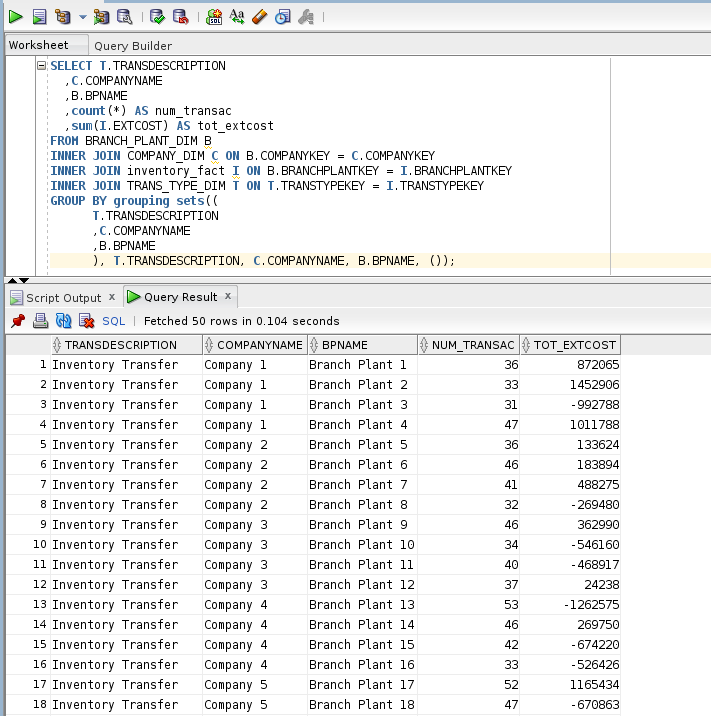 Worksheet Query Builder
SELECT T.TRANSDESCRIPTION
,C.COMPANYNAME
,B.BPNAME
,count(*) AS num_transac
,sum(I.EXTCOST) AS tot_extcost
FROM BRANCH_PLANT_DIM B
INNER JOIN COMPANY_DIM C ON B.COMPANYKEY = C.COMPANYKEY
INNER JOIN inventory_fact I ON B.BRANCHPLANTKEY = I.BRANCHPLANTKEY
INNER JOIN TRANS_TYPE_DIM T ON T.TRANSTYPEKEY = I.TRANSTYPEKEY
GROUP BY grouping sets((
T.TRANSDESCRIPTION
,C.COMPANYNAME
,B.BPNAME
), T.TRANSDESCRIPTION, C.COMPANYNAME, B.BPNAME, ());
Script Output x Query Result x
SQL | Fetched 50 rows in 0.104 seconds
TRANSDESCRIPTION COMPANYNAME BPNAME NUM_TRANSAC TOT_EXTCOST
1 Inventory Transfer Company 1 Branch Plant 1 36 872065
2 Inventory Transfer Company 1 Branch Plant 2 33 1452906
3 Inventory Transfer Company 1 Branch Plant 3 31 -992788
4 Inventory Transfer Company 1 Branch Plant 4 47 1011788
5 Inventory Transfer Company 2 Branch Plant 5 36 133624
6 Inventory Transfer Company 2 Branch Plant 6 46 183894
7 Inventory Transfer Company 2 Branch Plant 7 41 488275
8 Inventory Transfer Company 2 Branch Plant 8 32 -269480
9 Inventory Transfer Company 3 Branch Plant 9 46 362990
10 Inventory Transfer Company 3 Branch Plant 10 34 -546160
11 Inventory Transfer Company 3 Branch Plant 11 40 -468917
12 Inventory Transfer Company 3 Branch Plant 12 37 24238
13 Inventory Transfer Company 4 Branch Plant 13 53 -1262575
14 Inventory Transfer Company 4 Branch Plant 14 46 269750
15 Inventory Transfer Company 4 Branch Plant 15 42 -674220
16 Inventory Transfer Company 4 Branch Plant 16 33 -526426
17 Inventory Transfer Company 5 Branch Plant 17 52 1165434
18 Inventory Transfer Company 5 Branch Plant 18 47 -670863